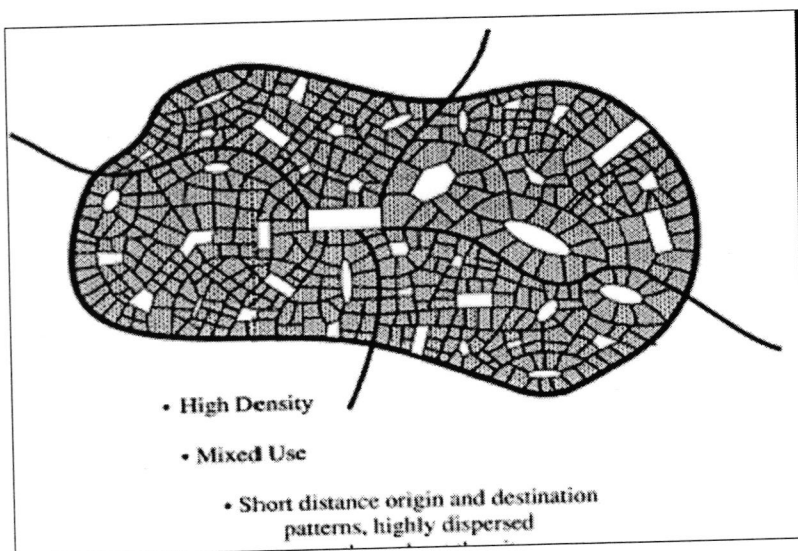 • High Density
• Mixed Use
• Short distance origin and destination
patterns, highly dispersed